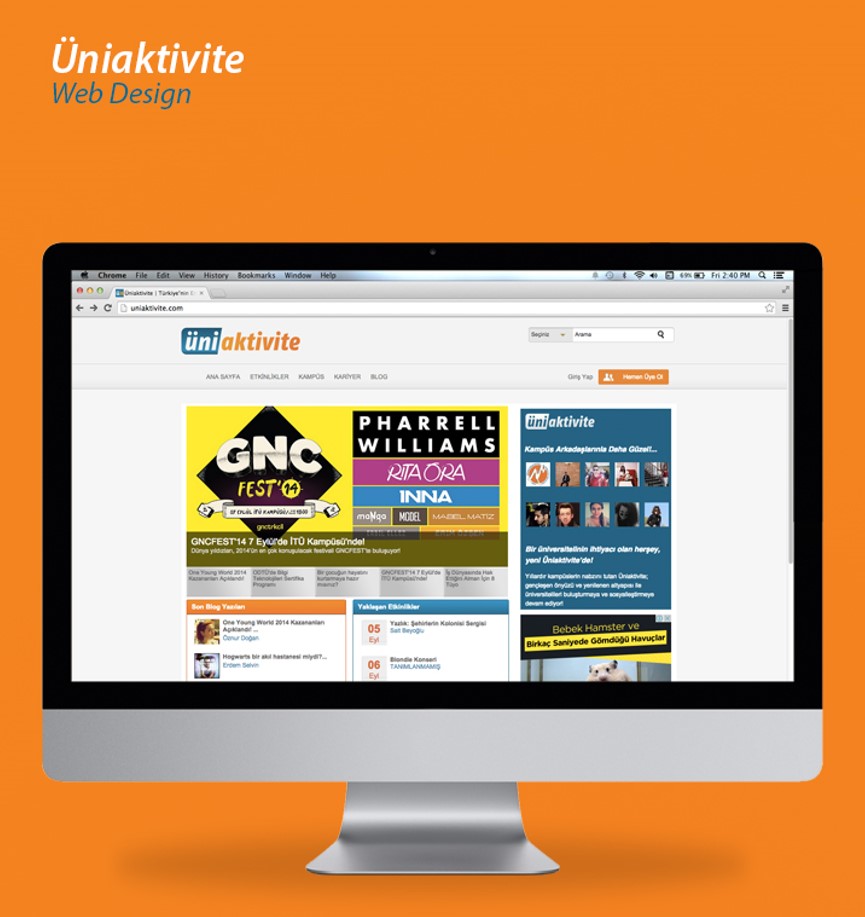 Üniaktivite
Web Design
Chrome File Edit View History Bookmarks Window Help
69% Fri 2:40 PM
Üniaktivite | Türkiye'nin
uniaktivite.com
üniaktivite
Seçiniz Arama
ANA SAYFA ETKİNLİKLER KAMPÜS KARİYER BLOG
Giriş Yap Hemen Üye Ol
GNC
FEST'14
07 EYLÜL İTÜ KAMPÜSÜ
gnctrkcll
PHARRELL
WILLIAMS
RITA ORA
INNA
maNga MODEL MABEL MATIZ
GNCFEST'14 7 Eylül'de İTÜ Kampüsü'nde!
Dünya yıldızları, 2014'ün en çok konuşulacak festivali GNCFEST'te buluşuyor!
One Young World 2014
Kazananları Açıklandı!
ODTÜ'de Bilgi
Teknolojileri Sertifika
Programı
Bir çocuğun hayatını
kurtarmaya hazır
mısınız?
GNCFEST'14 7 Eylül'de
İTÜ Kampüsü'nde!
İş Dünyasında Hak
Ettiğin Alman İçin 8
Tüyo
Son Blog Yazıları
One Young World 2014 Kazananları
Açıklandı! ...
Öznur Doğan
Hogwarts bir akıl hastanesi miydi?...
Erdem Selvin
Yaklaşan Etkinlikler
05
Eyl
Yazlık: Şehirlerin Kolonisi Sergisi
Salt Beyoğlu
06
Eyl
Blondie Konseri
TANIMLANMAMIŞ
üniaktivite
Kampüs Arkadaşlarınla Daha Güzel!...
Bir üniversitelinin ihtiyacı olan herşey,
yeni Üniaktivite'de!
Yıllardır kampüslerin nabzını tutan Üniaktivite;
gençleşen önyüzü ve yenilenen altyapısı ile
üniversitelileri buluşturmaya ve sosyalleştirmeye
devam ediyor!
Bebek Hamster ve
Birkaç Saniyede Gömdüğü Havuçlar